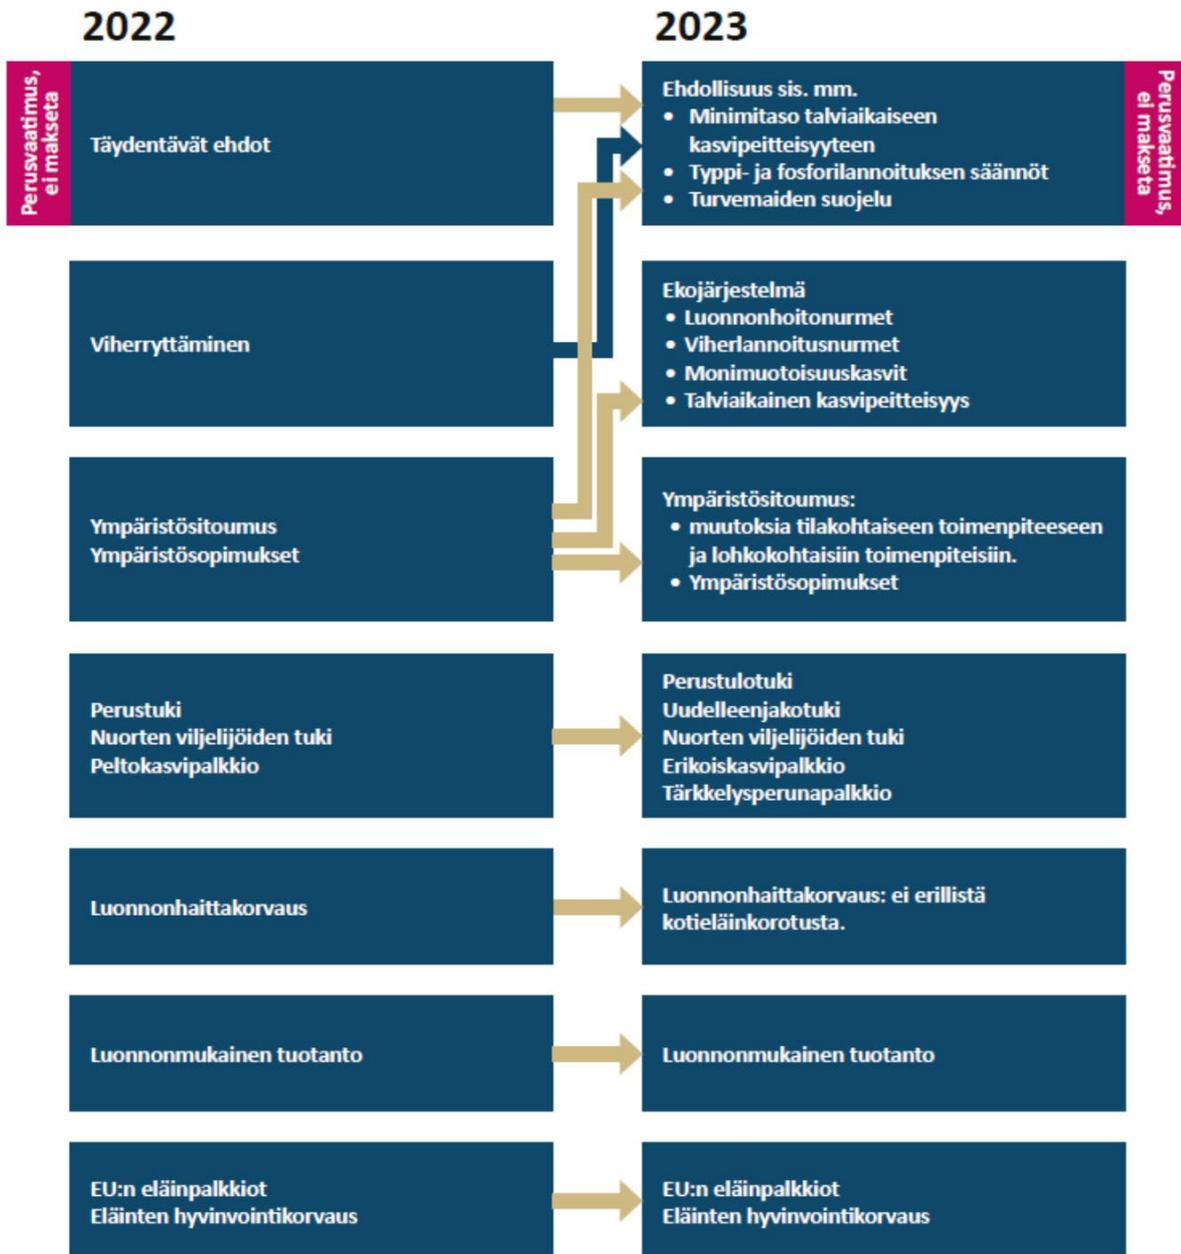 2022
2023
Perusvaatimus,
ei makseta
Täydentävät ehdot
Ehdollisuus sis. mm.
• Minimitaso talviaikaiseen
kasvipeitteisyyteen
• Typpi- ja fosforilannoituksen säännöt
• Turvemaiden suojelu
Perusvaatimus,
ei makseta
Viherryttäminen
Ekojärjestelmä
• Luonnonhoitonurmet
• Viherlannoitusnurmet
• Monimuotoisuuskasvit
• Talviaikainen kasvipeitteisyys
Ympäristösitoumus
Ympäristösopimukset
Ympäristösitoumus:
• muutoksia tilakohtaiseen toimenpiteeseen
ja lohkokohtaisiin toimenpiteisiin.
• Ympäristösopimukset
Perustuki
Nuorten viljelijöiden tuki
Peltokasvipalkkio
Perustulotuki
Uudelleenjakotuki
Nuorten viljelijöiden tuki
Erikoiskasvipalkkio
Tärkkelysperunapalkkio
Luonnonhaittakorvaus
Luonnonhaittakorvaus: ei erillistä
kotieläinkorotusta.
Luonnonmukainen tuotanto
Luonnonmukainen tuotanto
EU:n eläinpalkkiot
Eläinten hyvinvointikorvaus
EU:n eläinpalkkiot
Eläinten hyvinvointikorvaus